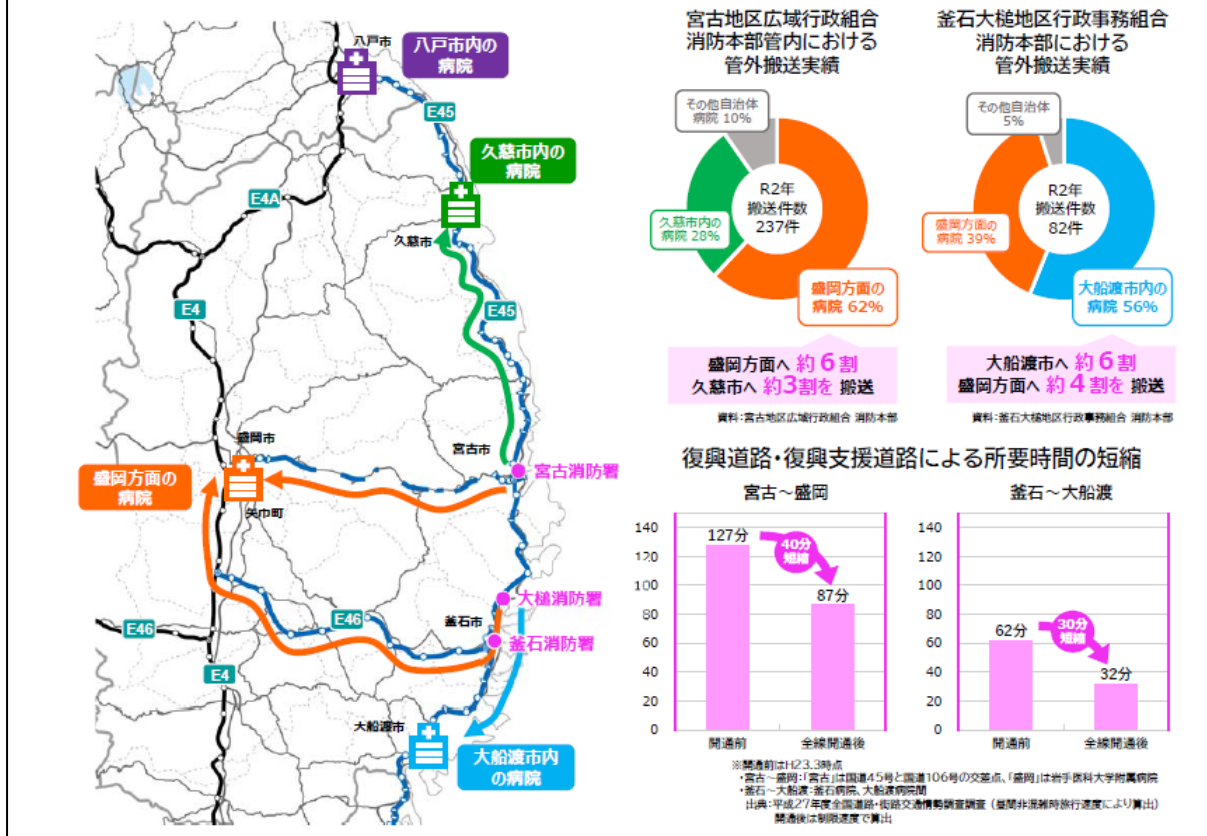 八戸市
八戸市内の
病院
E45
久慈市内の
病院
E4A
久慈市
E4
E45
盛岡市
宮古市
宮古消防署
盛岡方面の
病院
矢巾町
大槌消防署
E46
E46
釜石市
釜石消防署
E4
大船渡市
大船渡市内
の病院
宮古地区広域行政組合
消防本部管内における
管外搬送実績
その他自治体
病院 10%
R2年
搬送件数
237件
久慈市内の
病院 28%
盛岡方面の
病院 62%
盛岡方面へ 約6割
久慈市へ 約3割を 搬送
資料:宮古地区広域行政組合 消防本部
釜石大槌地区行政事務組合
消防本部における
管外搬送実績
その他自治体
5%
R2年
搬送件数
82件
盛岡方面の
病院 39%
大船渡市内の
病院 56%
大船渡市へ 約6割
盛岡方面へ 約4割を 搬送
資料:釜石大槌地区行政事務組合 消防本部
復興道路・復興支援道路による所要時間の短縮
宮古～盛岡
140
120
100
80
60
40
20
0
127分
40分
短縮
87分
開通前
全線開通後
釜石～大船渡
140
120
100
80
60
40
20
0
62分
30分
短縮
32分
開通前
全線開通後
※開通前はH23.3時点
・宮古～盛岡:「宮古」は国道45号と国道106号の交差点、「盛岡」は岩手医科大学附属病院
・釜石～大船渡:釜石病院、大船渡病院間
出典:平成27年度全国道路・街路交通情勢調査調査（昼間非混雑時旅行速度により算出）
開通後は制限速度で算出